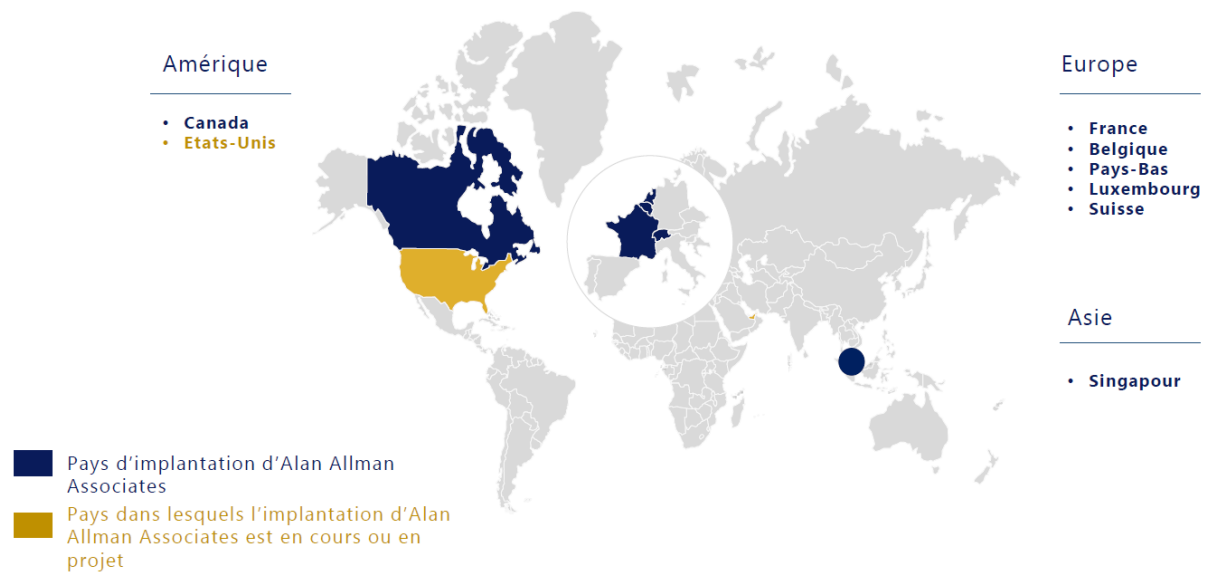 Amérique
• Canada
• Etats-Unis
Europe
• France
• Belgique
• Pays-Bas
• Luxembourg
• Suisse
Asie
• Singapour
Pays d’implantation d’Alan Allman
Associates
Pays dans lesquels l’implantation d’Alan
Allman Associates est en cours ou en
projet